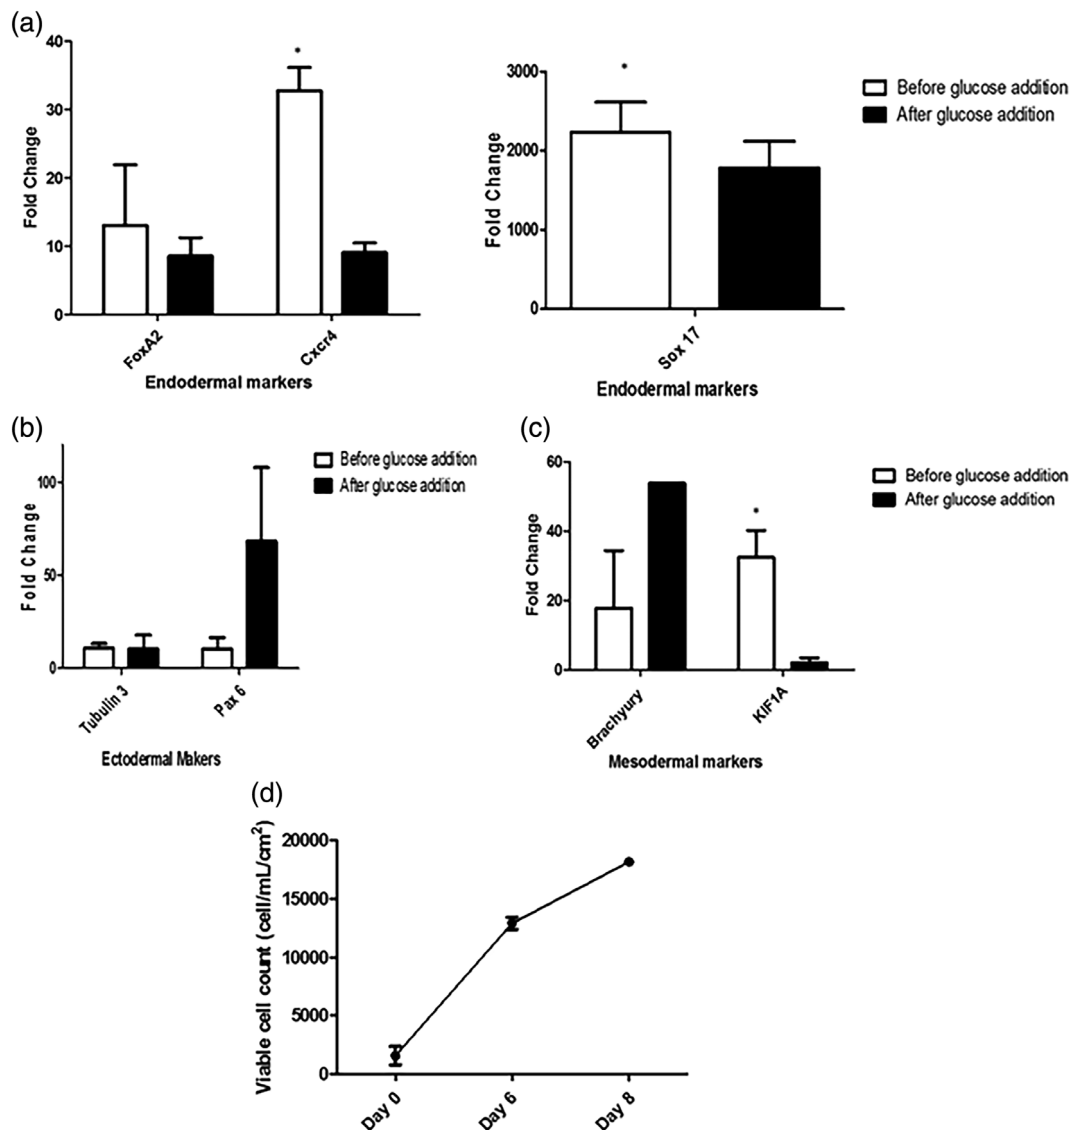 (a)
40
30
20
10
0
Fold Change
*
FoxA2
Cxcr4
Endodermal markers
3000
2000
1000
0
Fold Change
*
Sox 17
Endodermal markers
Before glucose addition
After glucose addition
(b)
100
50
0
Fold Change
Tubulin 3
Pax 6
Ectodermal Makers
Before glucose addition
After glucose addition
(c)
60
40
20
0
Fold Change
*
Brachyury
KIF1A
Mesodermal markers
Before glucose addition
After glucose addition
(d)
20000
15000
10000
5000
0
Viable cell count (cell/mL/cm²)
Day 0
Day 6
Day 8